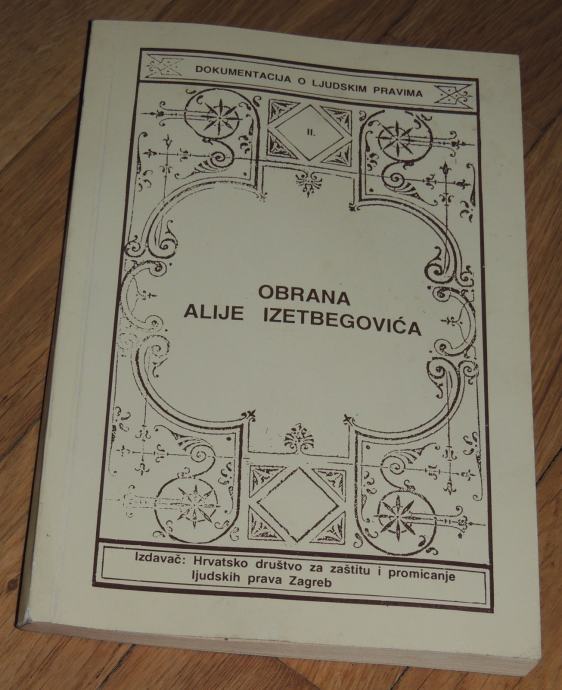 DOKUMENTACIJA O LJUDSKIM PRAVIMA
II.
OBRANA
ALIJE IZETBEGOVIĆA
Izdavač: Hrvatsko društvo za zaštitu i promicanje
ljudskih prava Zagreb